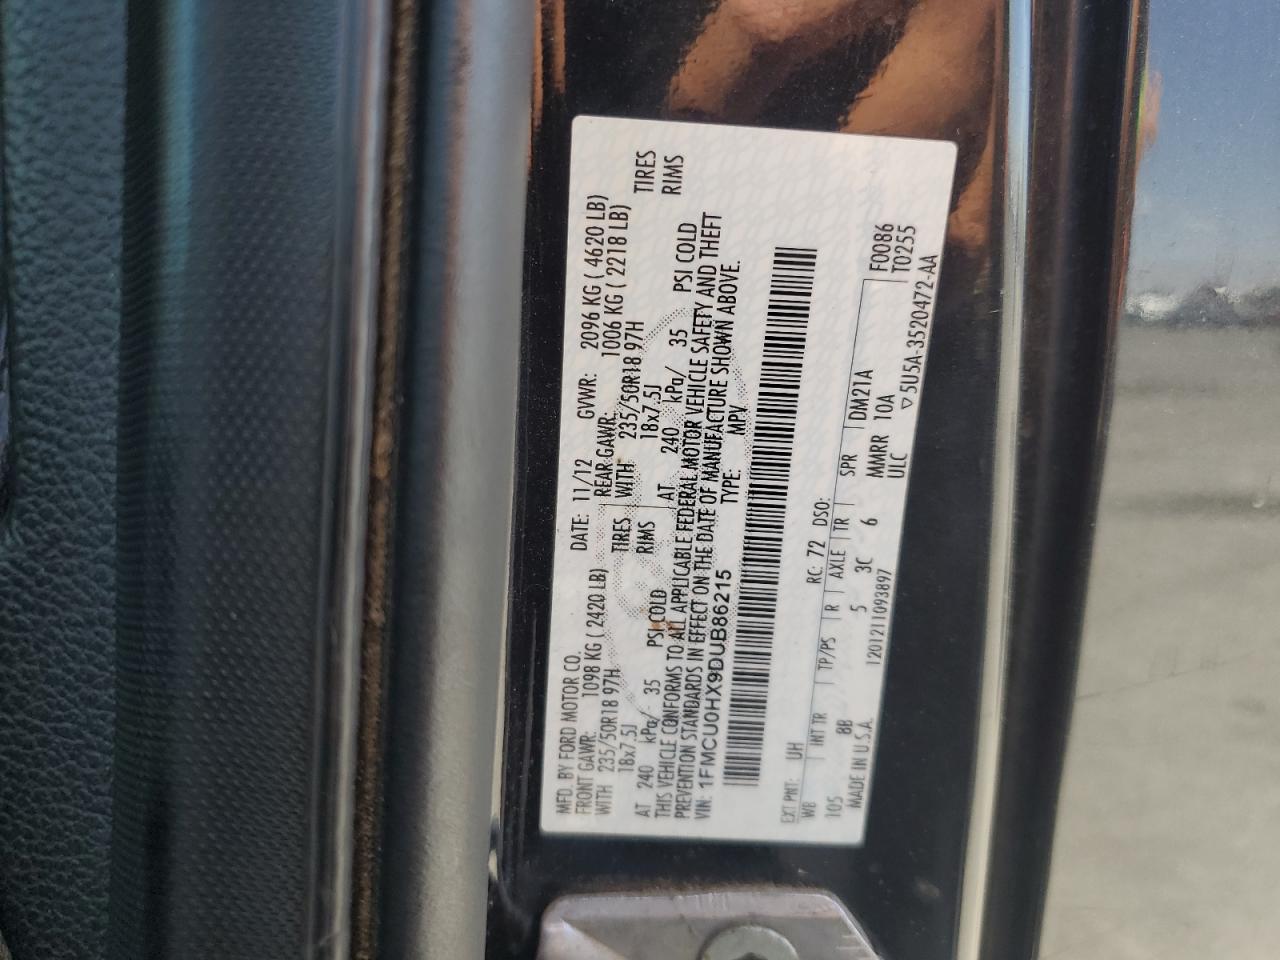 MFD. BY FORD MOTOR CO. DATE: 11/12 GVWR: 2096 KG ( 4620 LB)
FRONT GAWR: 1098 KG ( 2420 LB) REAR GAWR: 1006 KG ( 2218 LB)
WITH 235/50R18 97H TIRES WITH 235/50R18 97H TIRES
18x7.5J RIMS 18x7.5J RIMS
AT 240 kPa/ 35 PSI COLD AT 240 kPa/ 35 PSI COLD
THIS VEHICLE CONFORMS TO ALL APPLICABLE FEDERAL MOTOR VEHICLE SAFETY AND THEFT
PREVENTION STANDARDS IN EFFECT ON THE DATE OF MANUFACTURE SHOWN ABOVE.
VIN: 1FMCU0HX9DUB86215 TYPE: MPV
EXT PNT: UH RC: 72 DSO: F0086
WB INT TR TP/PS R AXLE TR SPR DM21A T0255
105 8B 5 3C 6 MMRR 10A
MADE IN U.S.A. 1201211093897 ULC ▽5U5A-3520472-AA